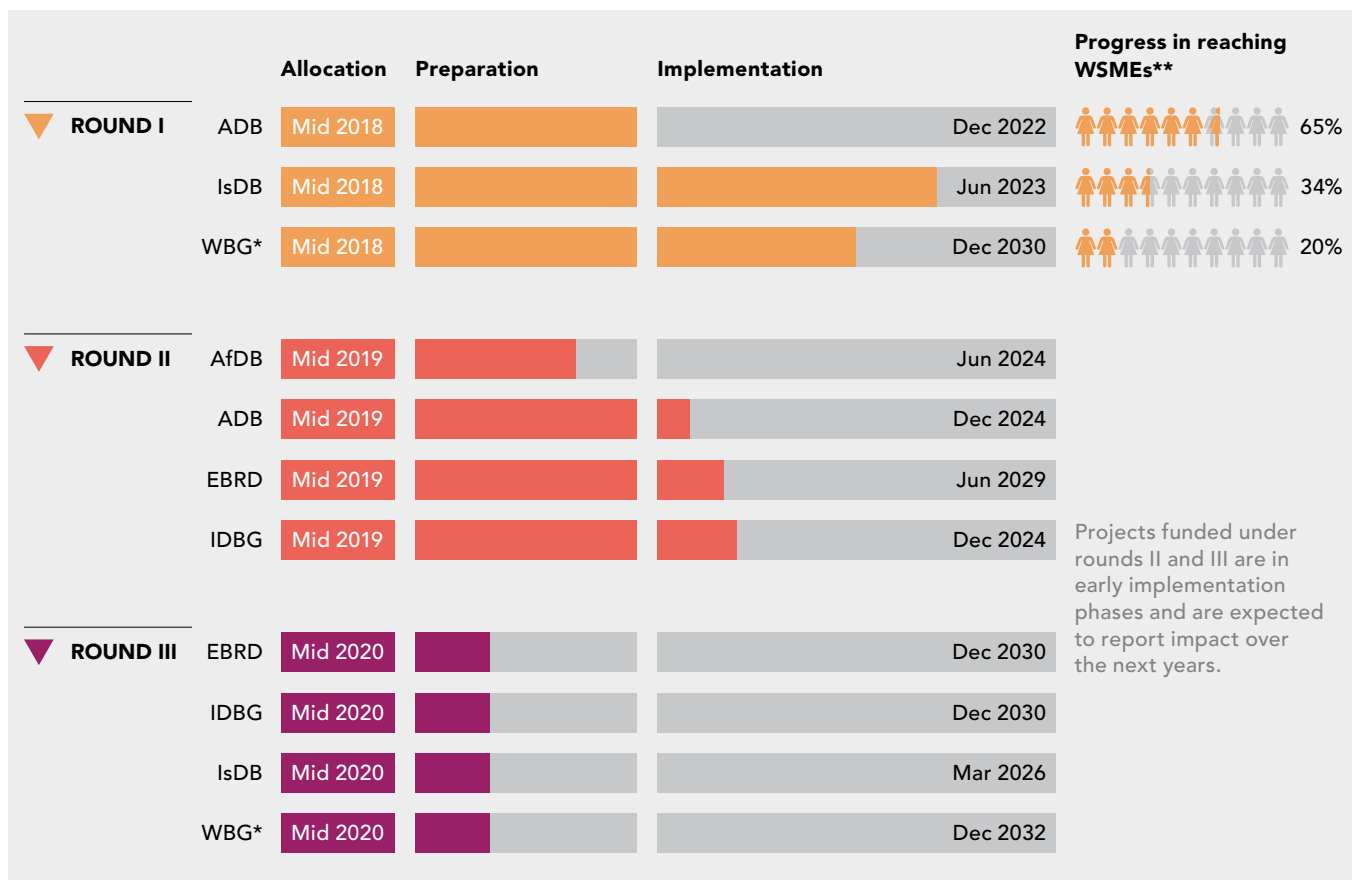 Allocation Preparation Implementation Progress in reaching
WSMEs**
ROUND I ADB Mid 2018 Dec 2022 65%
IsDB Mid 2018 Jun 2023 34%
WBG* Mid 2018 Dec 2030 20%
ROUND II AfDB Mid 2019 Jun 2024
ADB Mid 2019 Dec 2024
EBRD Mid 2019 Jun 2029
IDBG Mid 2019 Dec 2024
Projects funded under
rounds II and III are in
early implementation
phases and are expected
to report impact over
the next years.
ROUND III EBRD Mid 2020 Dec 2030
IDBG Mid 2020 Dec 2030
IsDB Mid 2020 Mar 2026
WBG* Mid 2020 Dec 2032